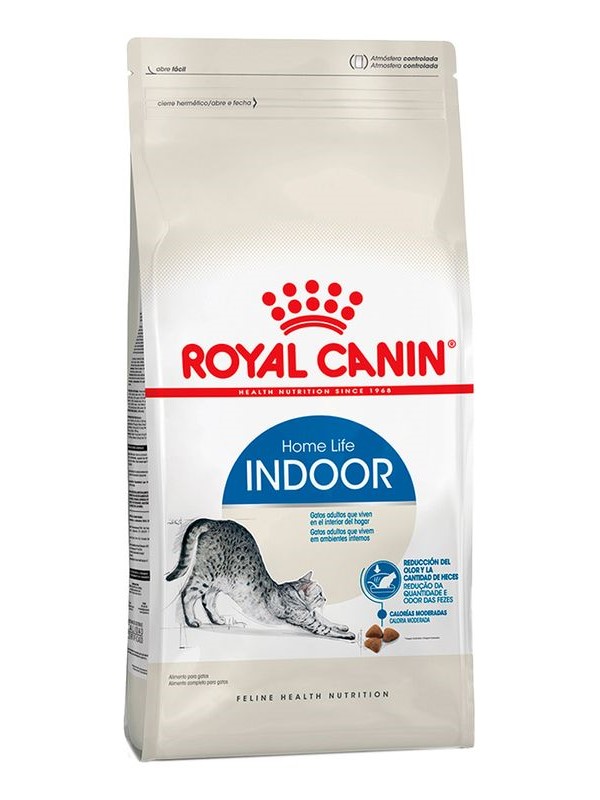 abre fácil
Atmósfera controlada
Atmosfera controlada
cierre hermético/abre e fecha
ROYAL CANIN®
HEALTH NUTRITION SINCE 1968
Home Life
INDOOR
Gatos adultos que viven
en el interior del hogar
Gatos adultos que vivem
em ambientes internos
REDUCCIÓN DEL
OLOR Y LA
CANTIDAD DE HECES
REDUÇÃO DA
QUANTIDADE E
ODOR DAS FEZES
CALORÍAS MODERADAS
CALORIA MODERADA
Alimento para gatos
Alimento completo para gatos
FELINE HEALTH NUTRITION